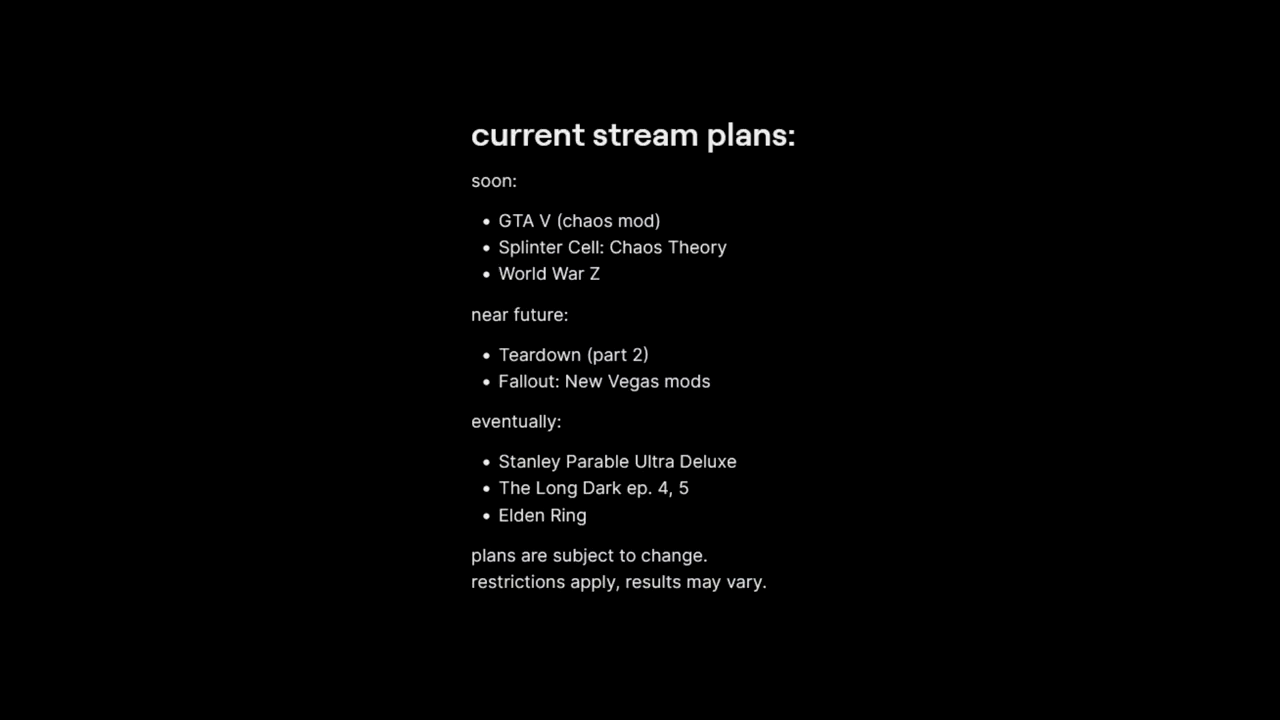 current stream plans:
soon:
• GTA V (chaos mod)
• Splinter Cell: Chaos Theory
• World War Z
near future:
• Teardown (part 2)
• Fallout: New Vegas mods
eventually:
• Stanley Parable Ultra Deluxe
• The Long Dark ep. 4, 5
• Elden Ring
plans are subject to change.
restrictions apply, results may vary.